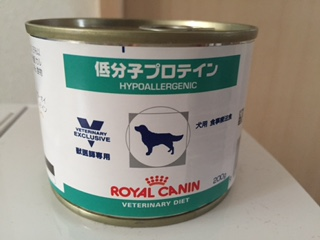 低分子プロテイン
HYPOALLERGENIC
VETERINARY
EXCLUSIVE
獣医師専用
犬用 食事療法食
200g
ROYAL CANIN
VETERINARY DIET